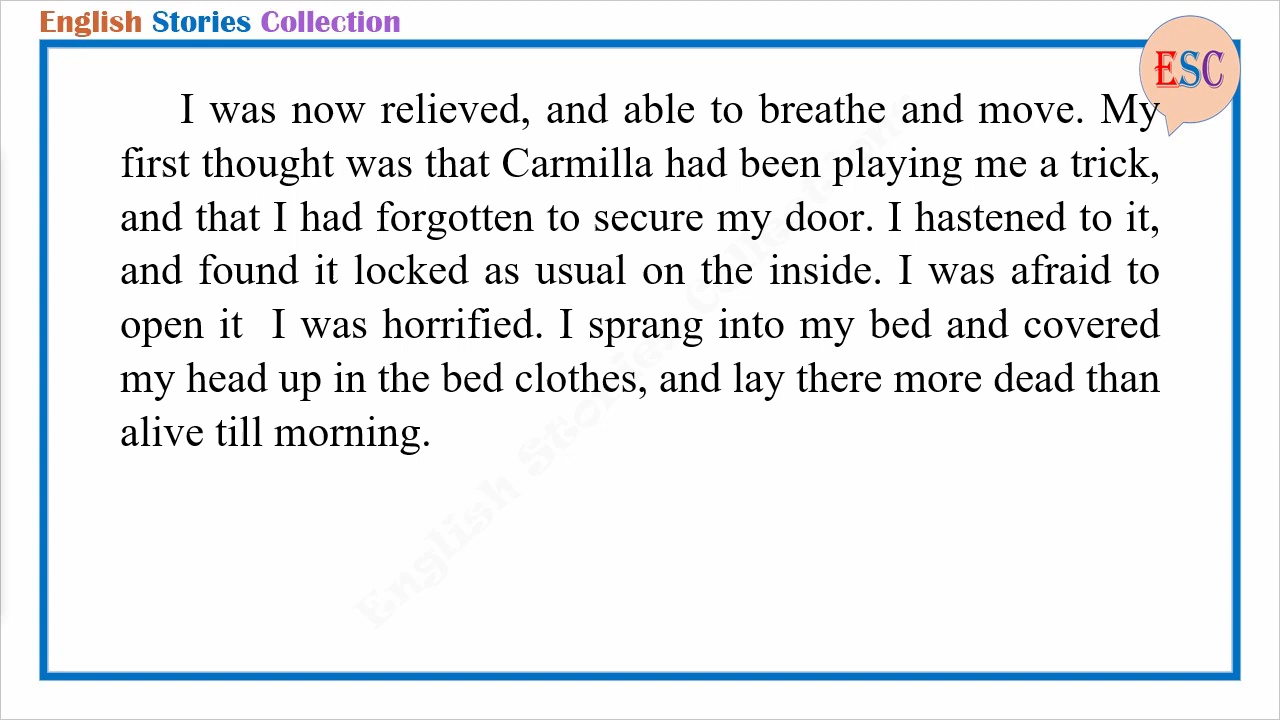 English Stories Collection
ESC
I was now relieved, and able to breathe and move. My
first thought was that Carmilla had been playing me a trick,
and that I had forgotten to secure my door. I hastened to it,
and found it locked as usual on the inside. I was afraid to
open it  I was horrified. I sprang into my bed and covered
my head up in the bed clothes, and lay there more dead than
alive till morning.
English Stories Collection